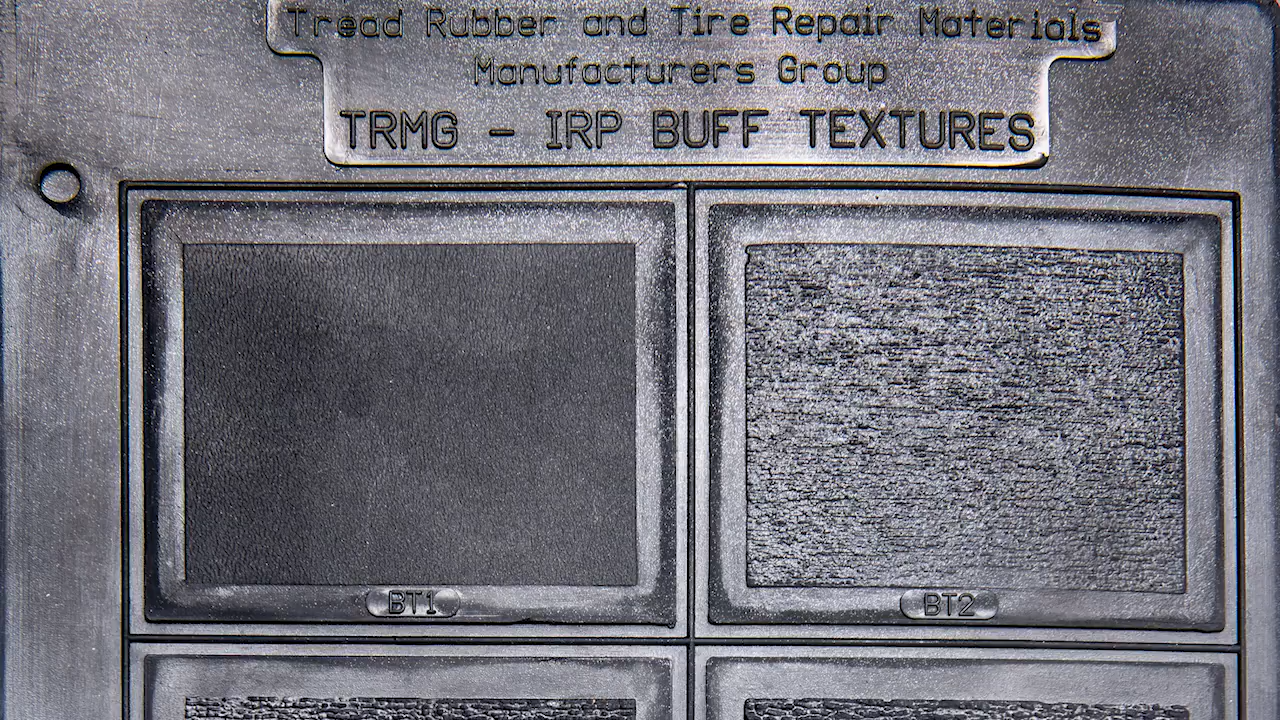 Tread Rubber and Tire Repair Materials
Manufacturers Group
TRMG - IRP BUFF TEXTURES
BT1
BT2